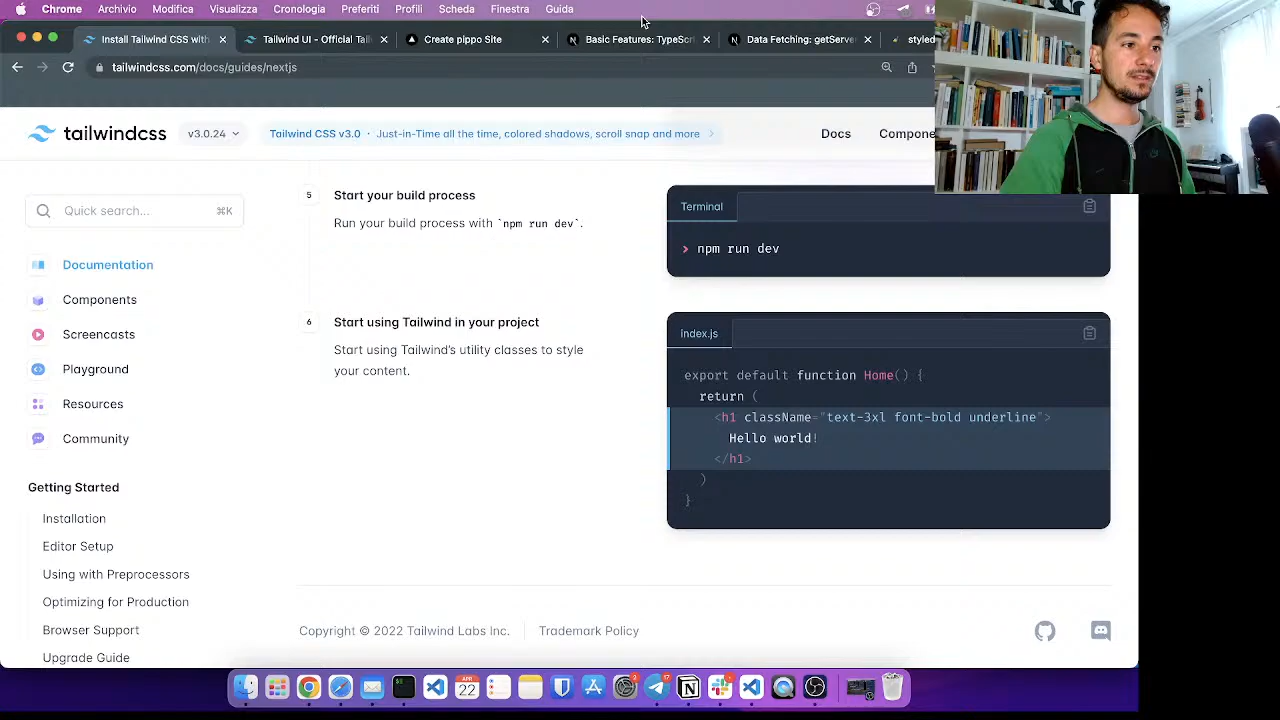 Chrome Archivio Modifica Visualizza Cronologia Preferiti Profili Scheda Finestra Guida
Install Tailwind CSS with
Tailwind UI - Official Tail
Create pippo Site
Basic Features: TypeScri
Data Fetching: getServer
styled
tailwindcss.com/docs/guides/nextjs
tailwindcss
v3.0.24
Tailwind CSS v3.0 · Just-in-Time all the time, colored shadows, scroll snap and more
Docs
Compone
Quick search...
⌘K
Documentation
Components
Screencasts
Playground
Resources
Community
Getting Started
Installation
Editor Setup
Using with Preprocessors
Optimizing for Production
Browser Support
Upgrade Guide
5
Start your build process
Run your build process with `npm run dev`.
Terminal
> npm run dev
6
Start using Tailwind in your project
Start using Tailwind's utility classes to style
your content.
index.js
export default function Home() {
return (
<h1 className="text-3xl font-bold underline">
Hello world!
</h1>
)
}
Copyright © 2022 Tailwind Labs Inc.
Trademark Policy
APR
22
2
17